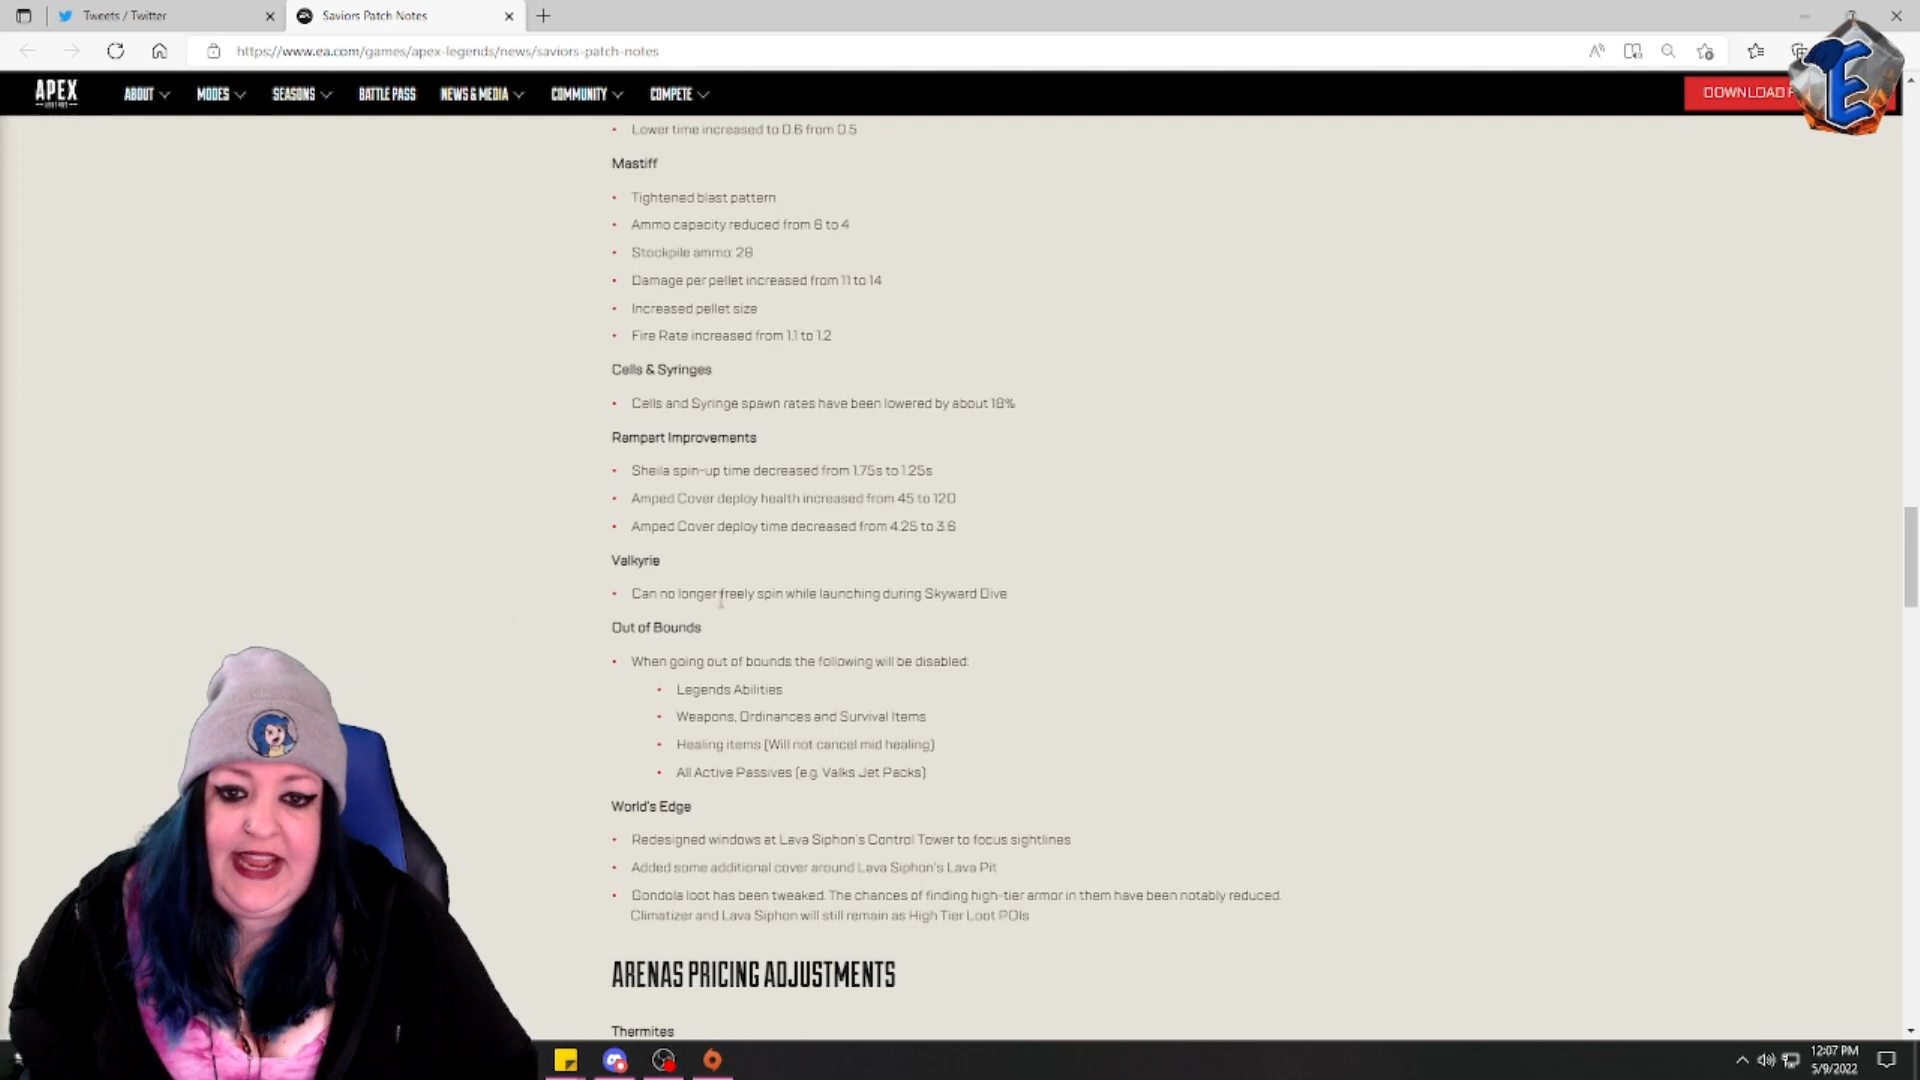 Tweets / Twitter
Saviors Patch Notes
https://www.ea.com/games/apex-legends/news/saviors-patch-notes
APEX
ABOUT
MODES
SEASONS
BATTLE PASS
NEWS & MEDIA
COMMUNITY
COMPETE
DOWNLOAD
E
Lower time increased to 0.6 from 0.5
Mastiff
Tightened blast pattern
Ammo capacity reduced from 6 to 4
Stockpile ammo: 28
Damage per pellet increased from 11 to 14
Increased pellet size
Fire Rate increased from 1.1 to 1.2
Cells & Syringes
Cells and Syringe spawn rates have been lowered by about 18%
Rampart Improvements
Sheila spin-up time decreased from 1.75s to 1.25s
Amped Cover deploy health increased from 45 to 120
Amped Cover deploy time decreased from 4.25 to 3.6
Valkyrie
Can no longer freely spin while launching during Skyward Dive
Out of Bounds
When going out of bounds the following will be disabled:
Legends Abilities
Weapons, Ordinances and Survival Items
Healing items (Will not cancel mid healing)
All Active Passives (e.g. Valks Jet Packs)
World's Edge
Redesigned windows at Lava Siphon's Control Tower to focus sightlines
Added some additional cover around Lava Siphon's Lava Pit
Gondola loot has been tweaked. The chances of finding high-tier armor in them have been notably reduced.
Climatizer and Lava Siphon will still remain as High Tier Loot POIs
ARENAS PRICING ADJUSTMENTS
Thermites
12:07 PM
5/9/2022